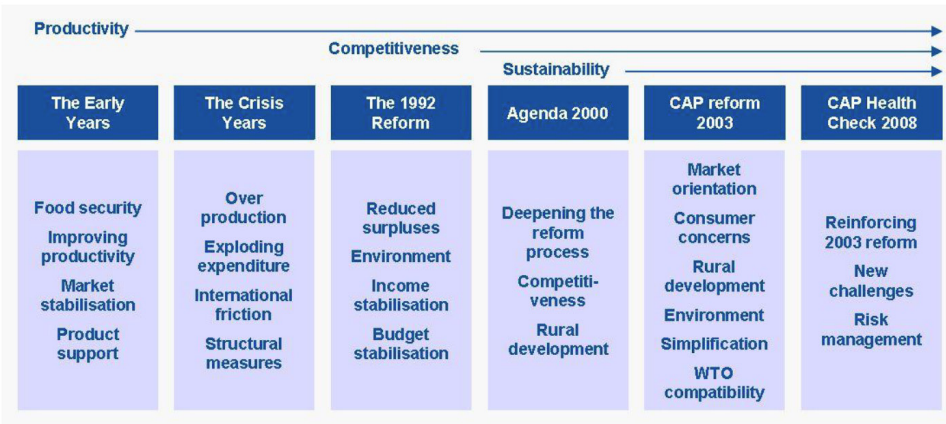 Productivity
Competitiveness
Sustainability
The Early
Years
Food security
Improving
productivity
Market
stabilisation
Product
support
The Crisis
Years
Over
production
Exploding
expenditure
International
friction
Structural
measures
The 1992
Reform
Reduced
surpluses
Environment
Income
stabilisation
Budget
stabilisation
Agenda 2000
Deepening the
reform
process
Competiti-
veness
Rural
development
CAP reform
2003
Market
orientation
Consumer
concerns
Rural
development
Environment
Simplification
WTO
compatibility
CAP Health
Check 2008
Reinforcing
2003 reform
New
challenges
Risk
management